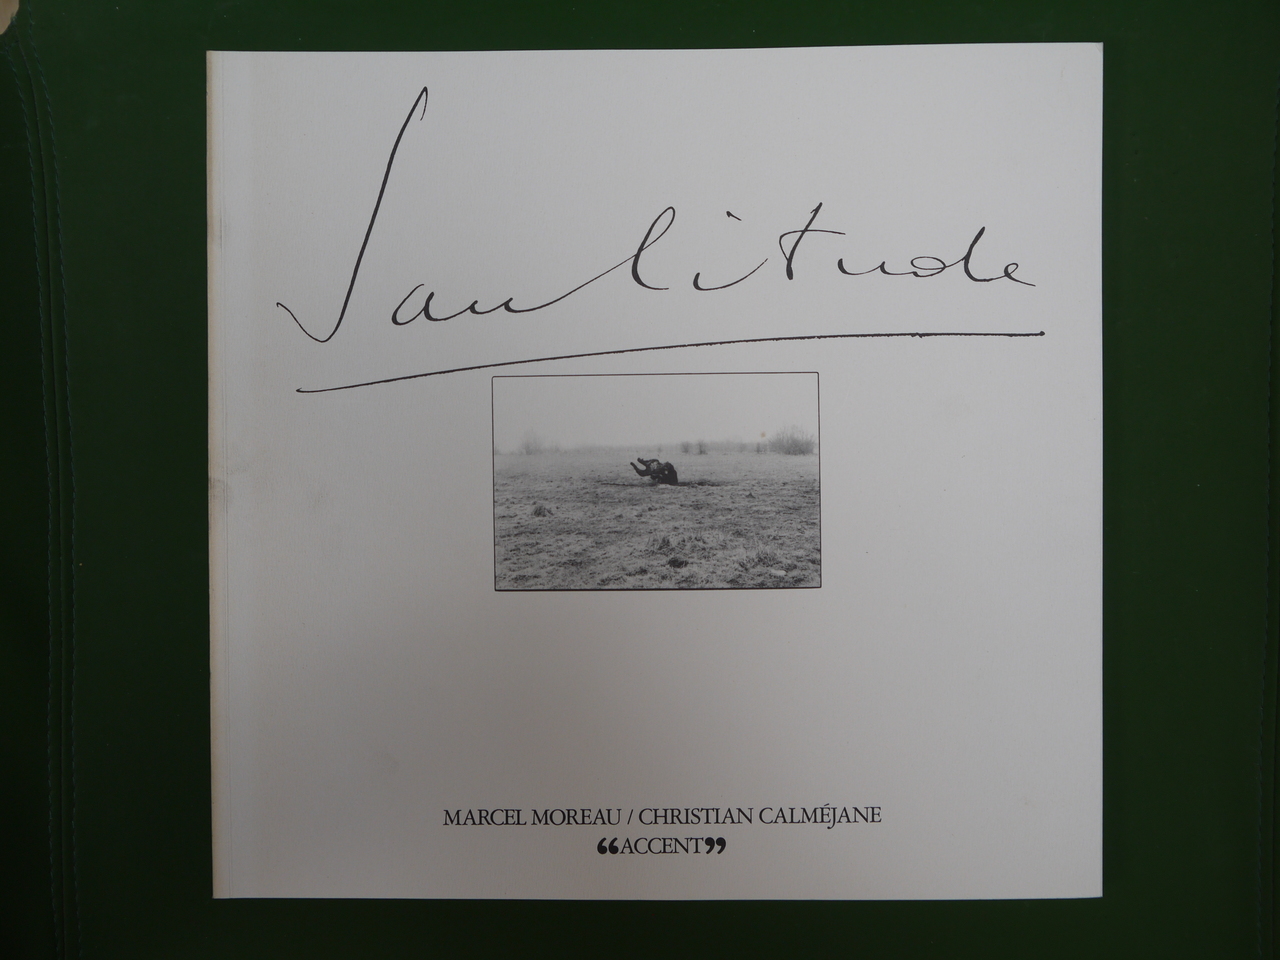 Saulitude
MARCEL MOREAU / CHRISTIAN CALMÉJANE
❝ACCENT❞